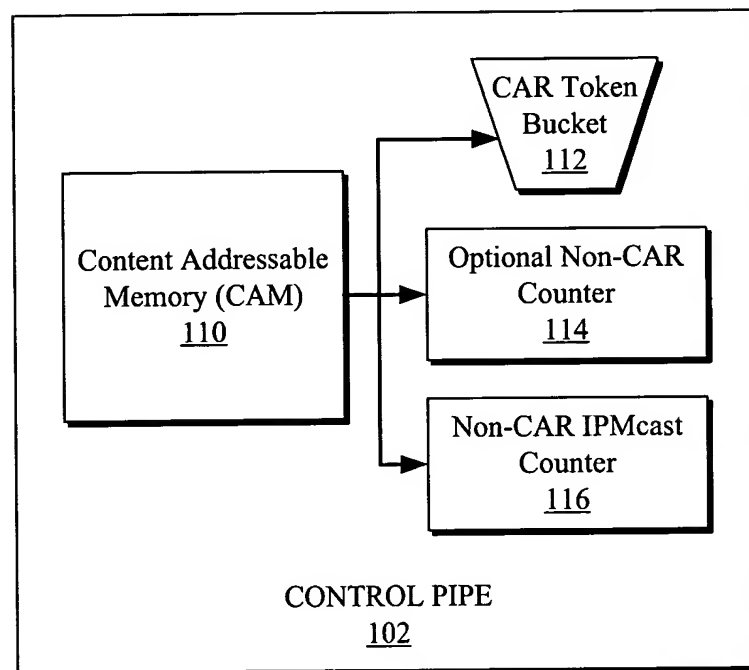 CAR Token
Bucket
112
Content Addressable
Memory (CAM)
110
Optional Non-CAR
Counter
114
Non-CAR IPMcast
Counter
116
CONTROL PIPE
102